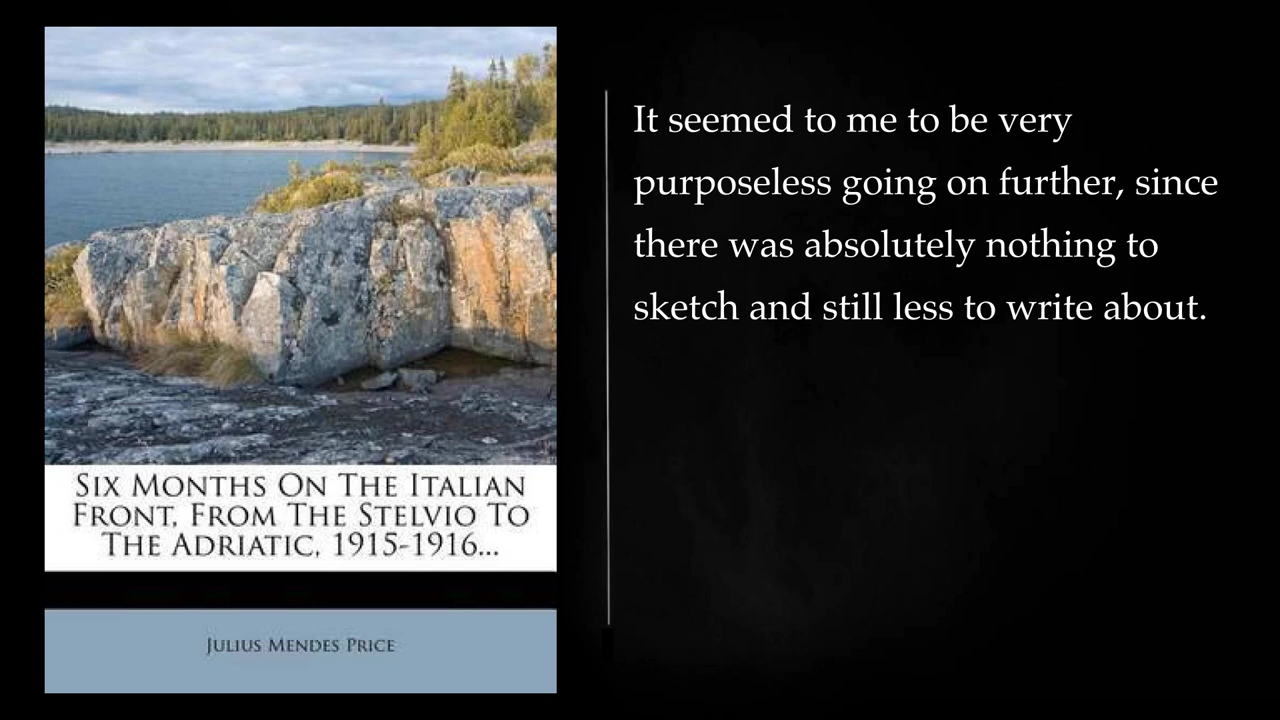 Six Months On The Italian
Front, From The Stelvio To
The Adriatic, 1915-1916...
Julius Mendes Price
It seemed to me to be very
purposeless going on further, since
there was absolutely nothing to
sketch and still less to write about.